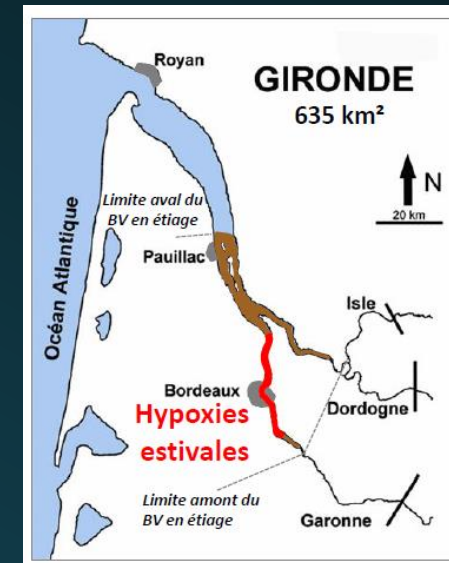 Royan
GIRONDE
635 km²
N
20 km
Océan Atlantique
Limite aval du
BV en étiage
Pauillac
Isle
Bordeaux
Dordogne
Hypoxies
estivales
Limite amont du
BV en étiage
Garonne